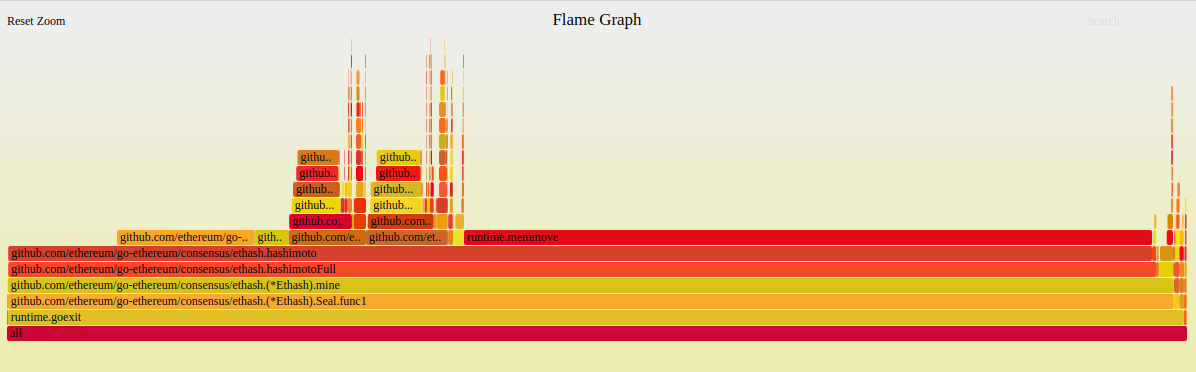 Reset Zoom Flame Graph Search
githu.. github..
github.. github..
github.. github...
github... github...
github.co.. github.com..
github.com/ethereum/go-.. gith.. github.com/e.. github.com/et.. runtime.memmove
github.com/ethereum/go-ethereum/consensus/ethash.hashimoto
github.com/ethereum/go-ethereum/consensus/ethash.hashimotoFull
github.com/ethereum/go-ethereum/consensus/ethash.(*Ethash).mine
github.com/ethereum/go-ethereum/consensus/ethash.(*Ethash).Seal.func1
runtime.goexit
all